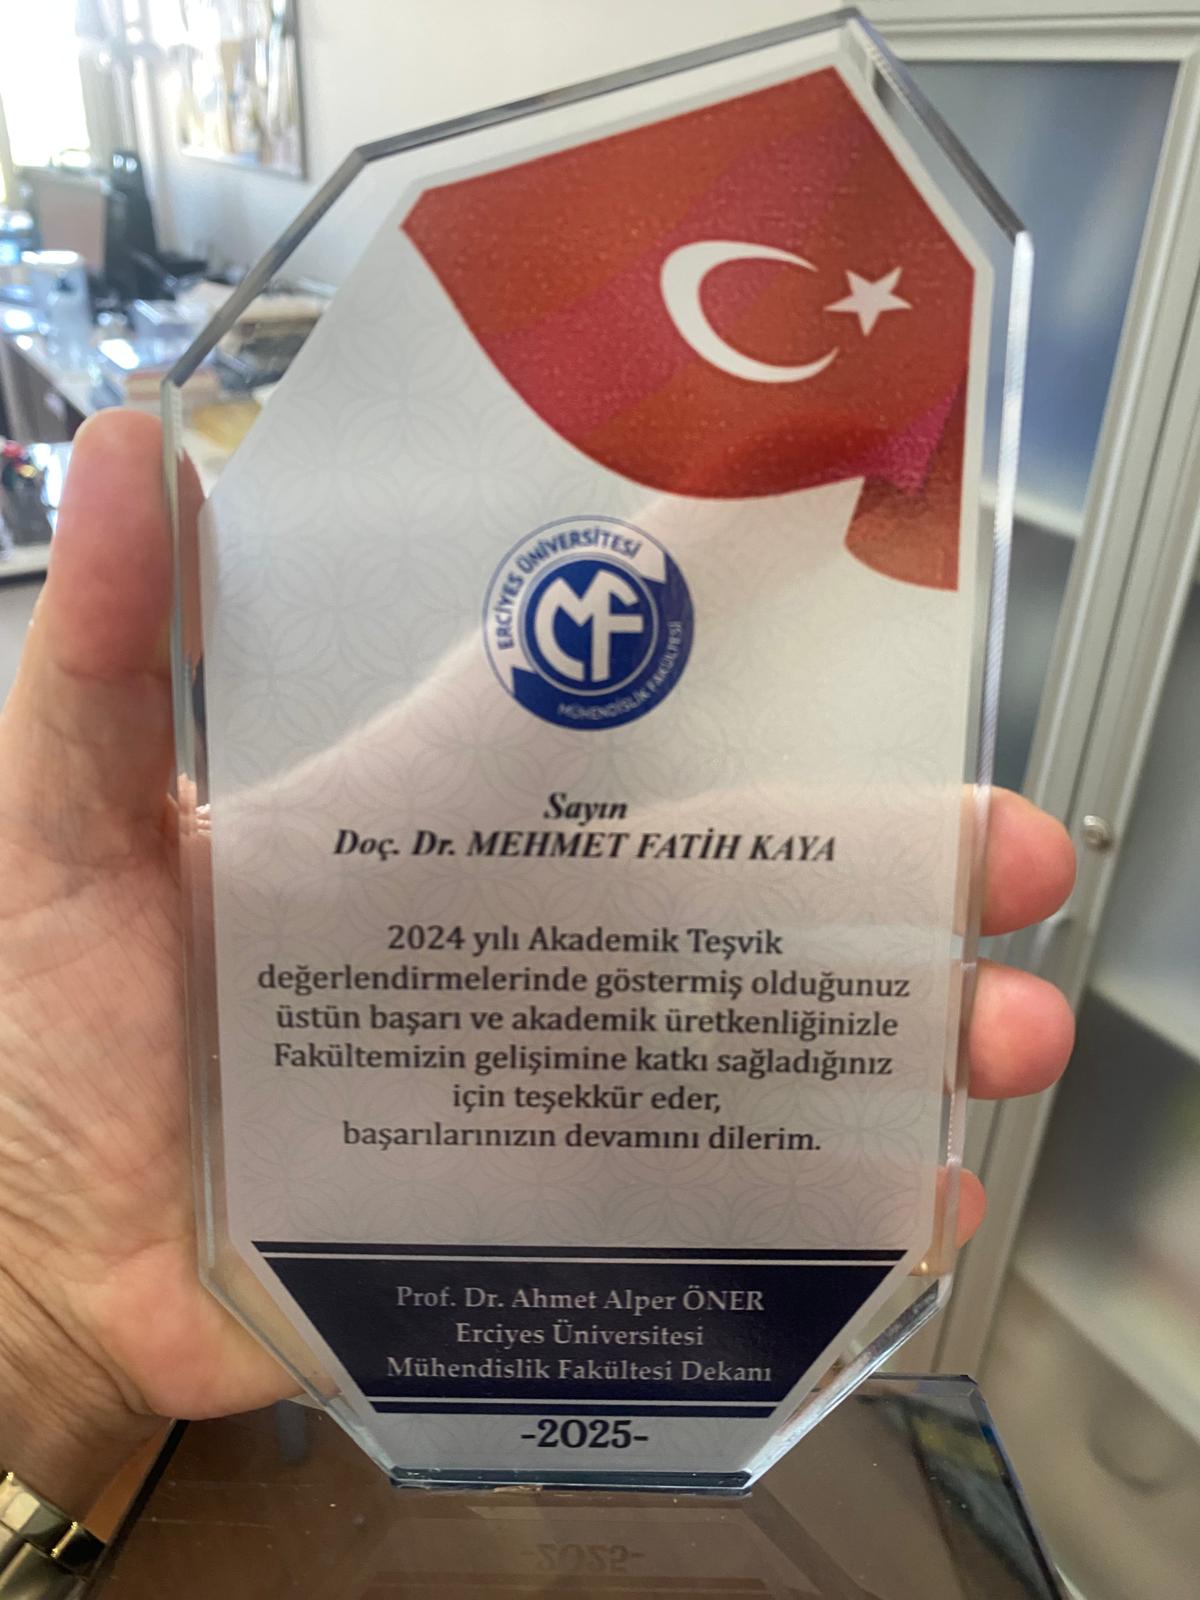 ERCİYES ÜNİVERSİTESİ
MF
MÜHENDİSLİK FAKÜLTESİ
Sayın
Doç. Dr. MEHMET FATİH KAYA
2024 yılı Akademik Teşvik
değerlendirmelerinde göstermiş olduğunuz
üstün başarı ve akademik üretkenliğinizle
Fakültemizin gelişimine katkı sağladığınız
için teşekkür eder,
başarılarınızın devamını dilerim.
Prof. Dr. Ahmet Alper ÖNER
Erciyes Üniversitesi
Mühendislik Fakültesi Dekanı
-2025-